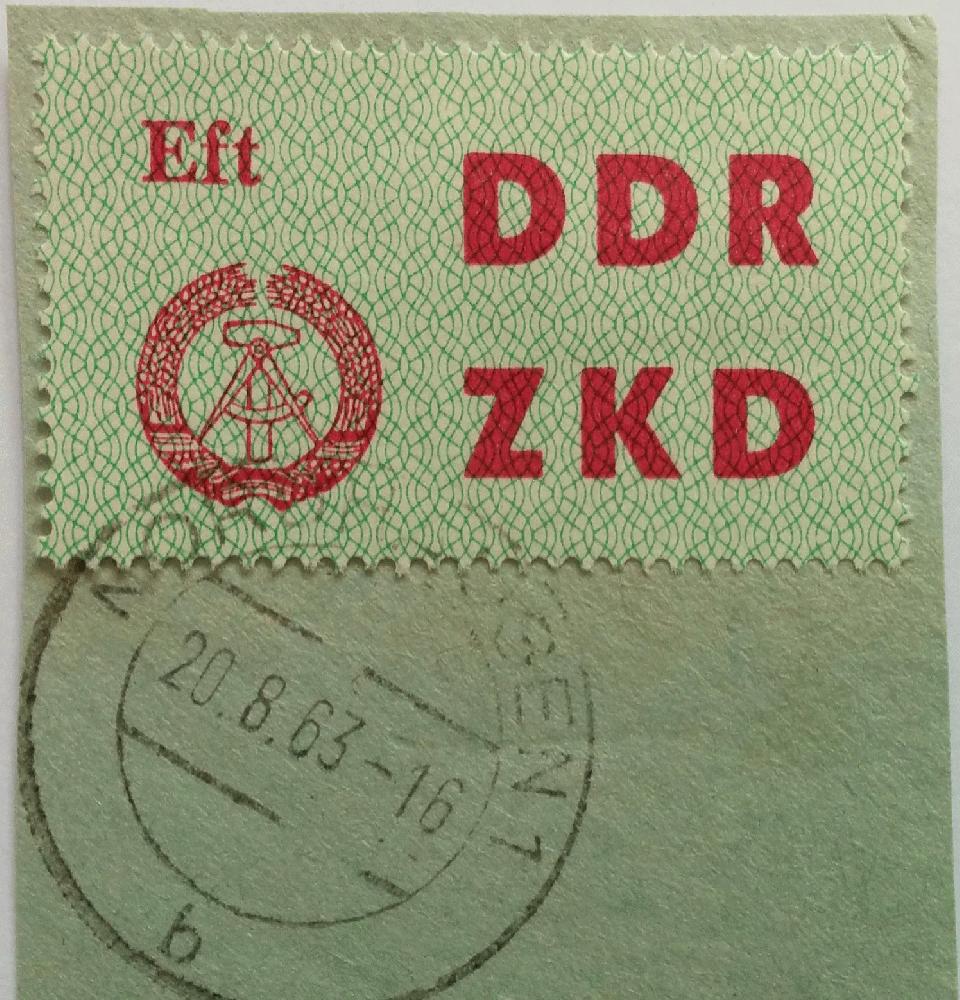 Eft
DDR
ZKD
20.8.63-16
b